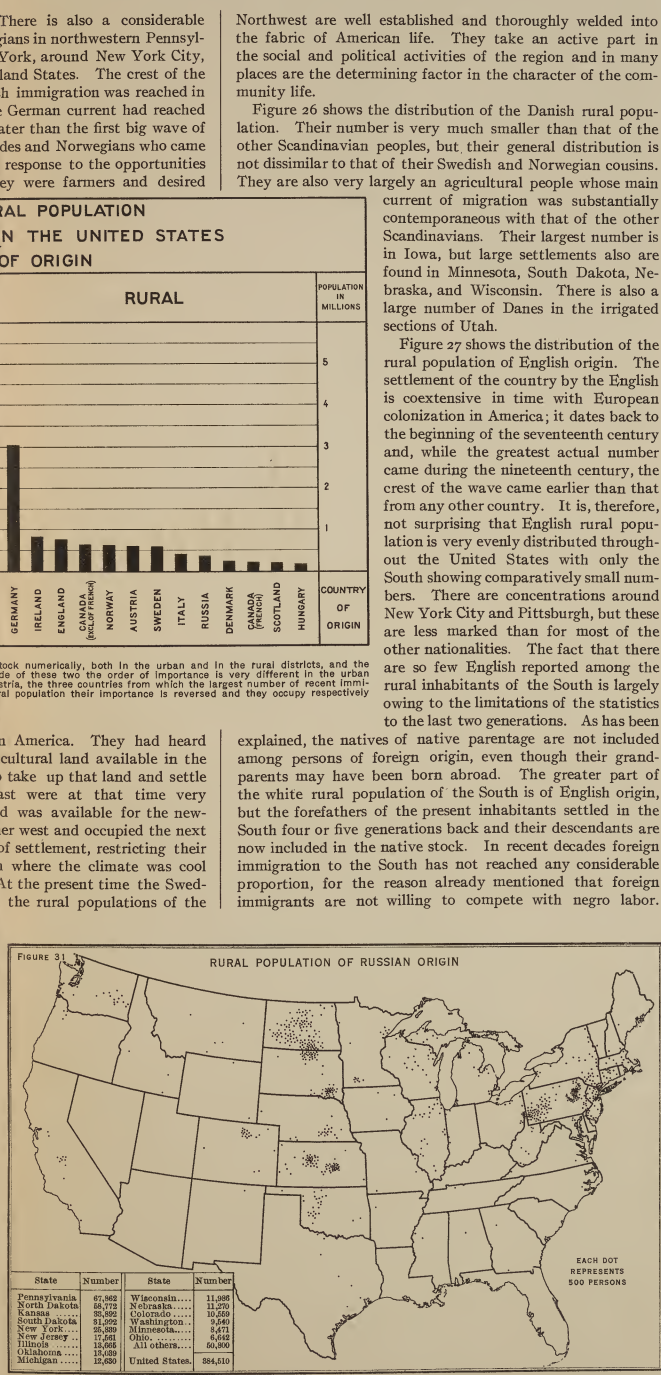 There is also a considerable
gians in northwestern Pennsyl-
York, around New York City,
land States. The crest of the
h immigration was reached in
e German current had reached
ater than the first big wave of
des and Norwegians who came
response to the opportunities
ey were farmers and desired
Northwest are well established and thoroughly welded into
the fabric of American life. They take an active part in
the social and political activities of the region and in many
places are the determining factor in the character of the com-
munity life.
Figure 26 shows the distribution of the Danish rural popu-
lation. Their number is very much smaller than that of the
other Scandinavian peoples, but their general distribution is
not dissimilar to that of their Swedish and Norwegian cousins.
They are also very largely an agricultural people whose main
current of migration was substantially
contemporaneous with that of the other
Scandinavians. Their largest number is
in Iowa, but large settlements also are
found in Minnesota, South Dakota, Ne-
braska, and Wisconsin. There is also a
large number of Danes in the irrigated
sections of Utah.
Figure 27 shows the distribution of the
rural population of English origin. The
settlement of the country by the English
is coextensive in time with European
colonization in America; it dates back to
the beginning of the seventeenth century
and, while the greatest actual number
came during the nineteenth century, the
crest of the wave came earlier than that
from any other country. It is, therefore,
not surprising that English rural popu-
lation is very evenly distributed through-
out the United States with only the
South showing comparatively small num-
bers. There are concentrations around
New York City and Pittsburgh, but these
are less marked than for most of the
other nationalities. The fact that there
are so few English reported among the
rural inhabitants of the South is largely
owing to the limitations of the statistics
to the last two generations. As has been
explained, the natives of native parentage are not included
among persons of foreign origin, even though their grand-
parents may have been born abroad. The greater part of
the white rural population of the South is of English origin,
but the forefathers of the present inhabitants settled in the
South four or five generations back and their descendants are
now included in the native stock. In recent decades foreign
immigration to the South has not reached any considerable
proportion, for the reason already mentioned that foreign
immigrants are not willing to compete with negro labor.
RAL POPULATION
N THE UNITED STATES
OF ORIGIN
RURAL
POPULATION
IN
MILLIONS
5
4
3
2
1
GERMANY
IRELAND
ENGLAND
CANADA
(EXCL.OF FRENCH)
NORWAY
AUSTRIA
SWEDEN
ITALY
RUSSIA
DENMARK
CANADA
(FRENCH)
SCOTLAND
HUNGARY
COUNTRY
OF
ORIGIN
tock numerically, both in the urban and in the rural districts, and the
de of these two the order of importance is very different in the urban
stria, the three countries from which the largest number of recent immi-
ral population their importance is reversed and they occupy respectively
n America. They had heard
cultural land available in the
o take up that land and settle
ast were at that time very
d was available for the new-
er west and occupied the next
of settlement, restricting their
n where the climate was cool
At the present time the Swed-
the rural populations of the
FIGURE 31
RURAL POPULATION OF RUSSIAN ORIGIN
EACH DOT
REPRESENTS
500 PERSONS
State Number State Number
Pennsylvania 67,862 Wisconsin.... 11,986
North Dakota 58,772 Nebraska..... 11,270
Kansas ...... 33,892 Colorado ..... 10,559
South Dakota 31,992 Washington.. 9,540
New York.... 25,839 Minnesota.... 8,471
New Jersey .. 17,561 Ohio. ......... 6,642
Illinois ...... 13,665 All others.... 50,800
Oklahoma .... 13,039
Michigan ..... 12,630 United States. 384,510